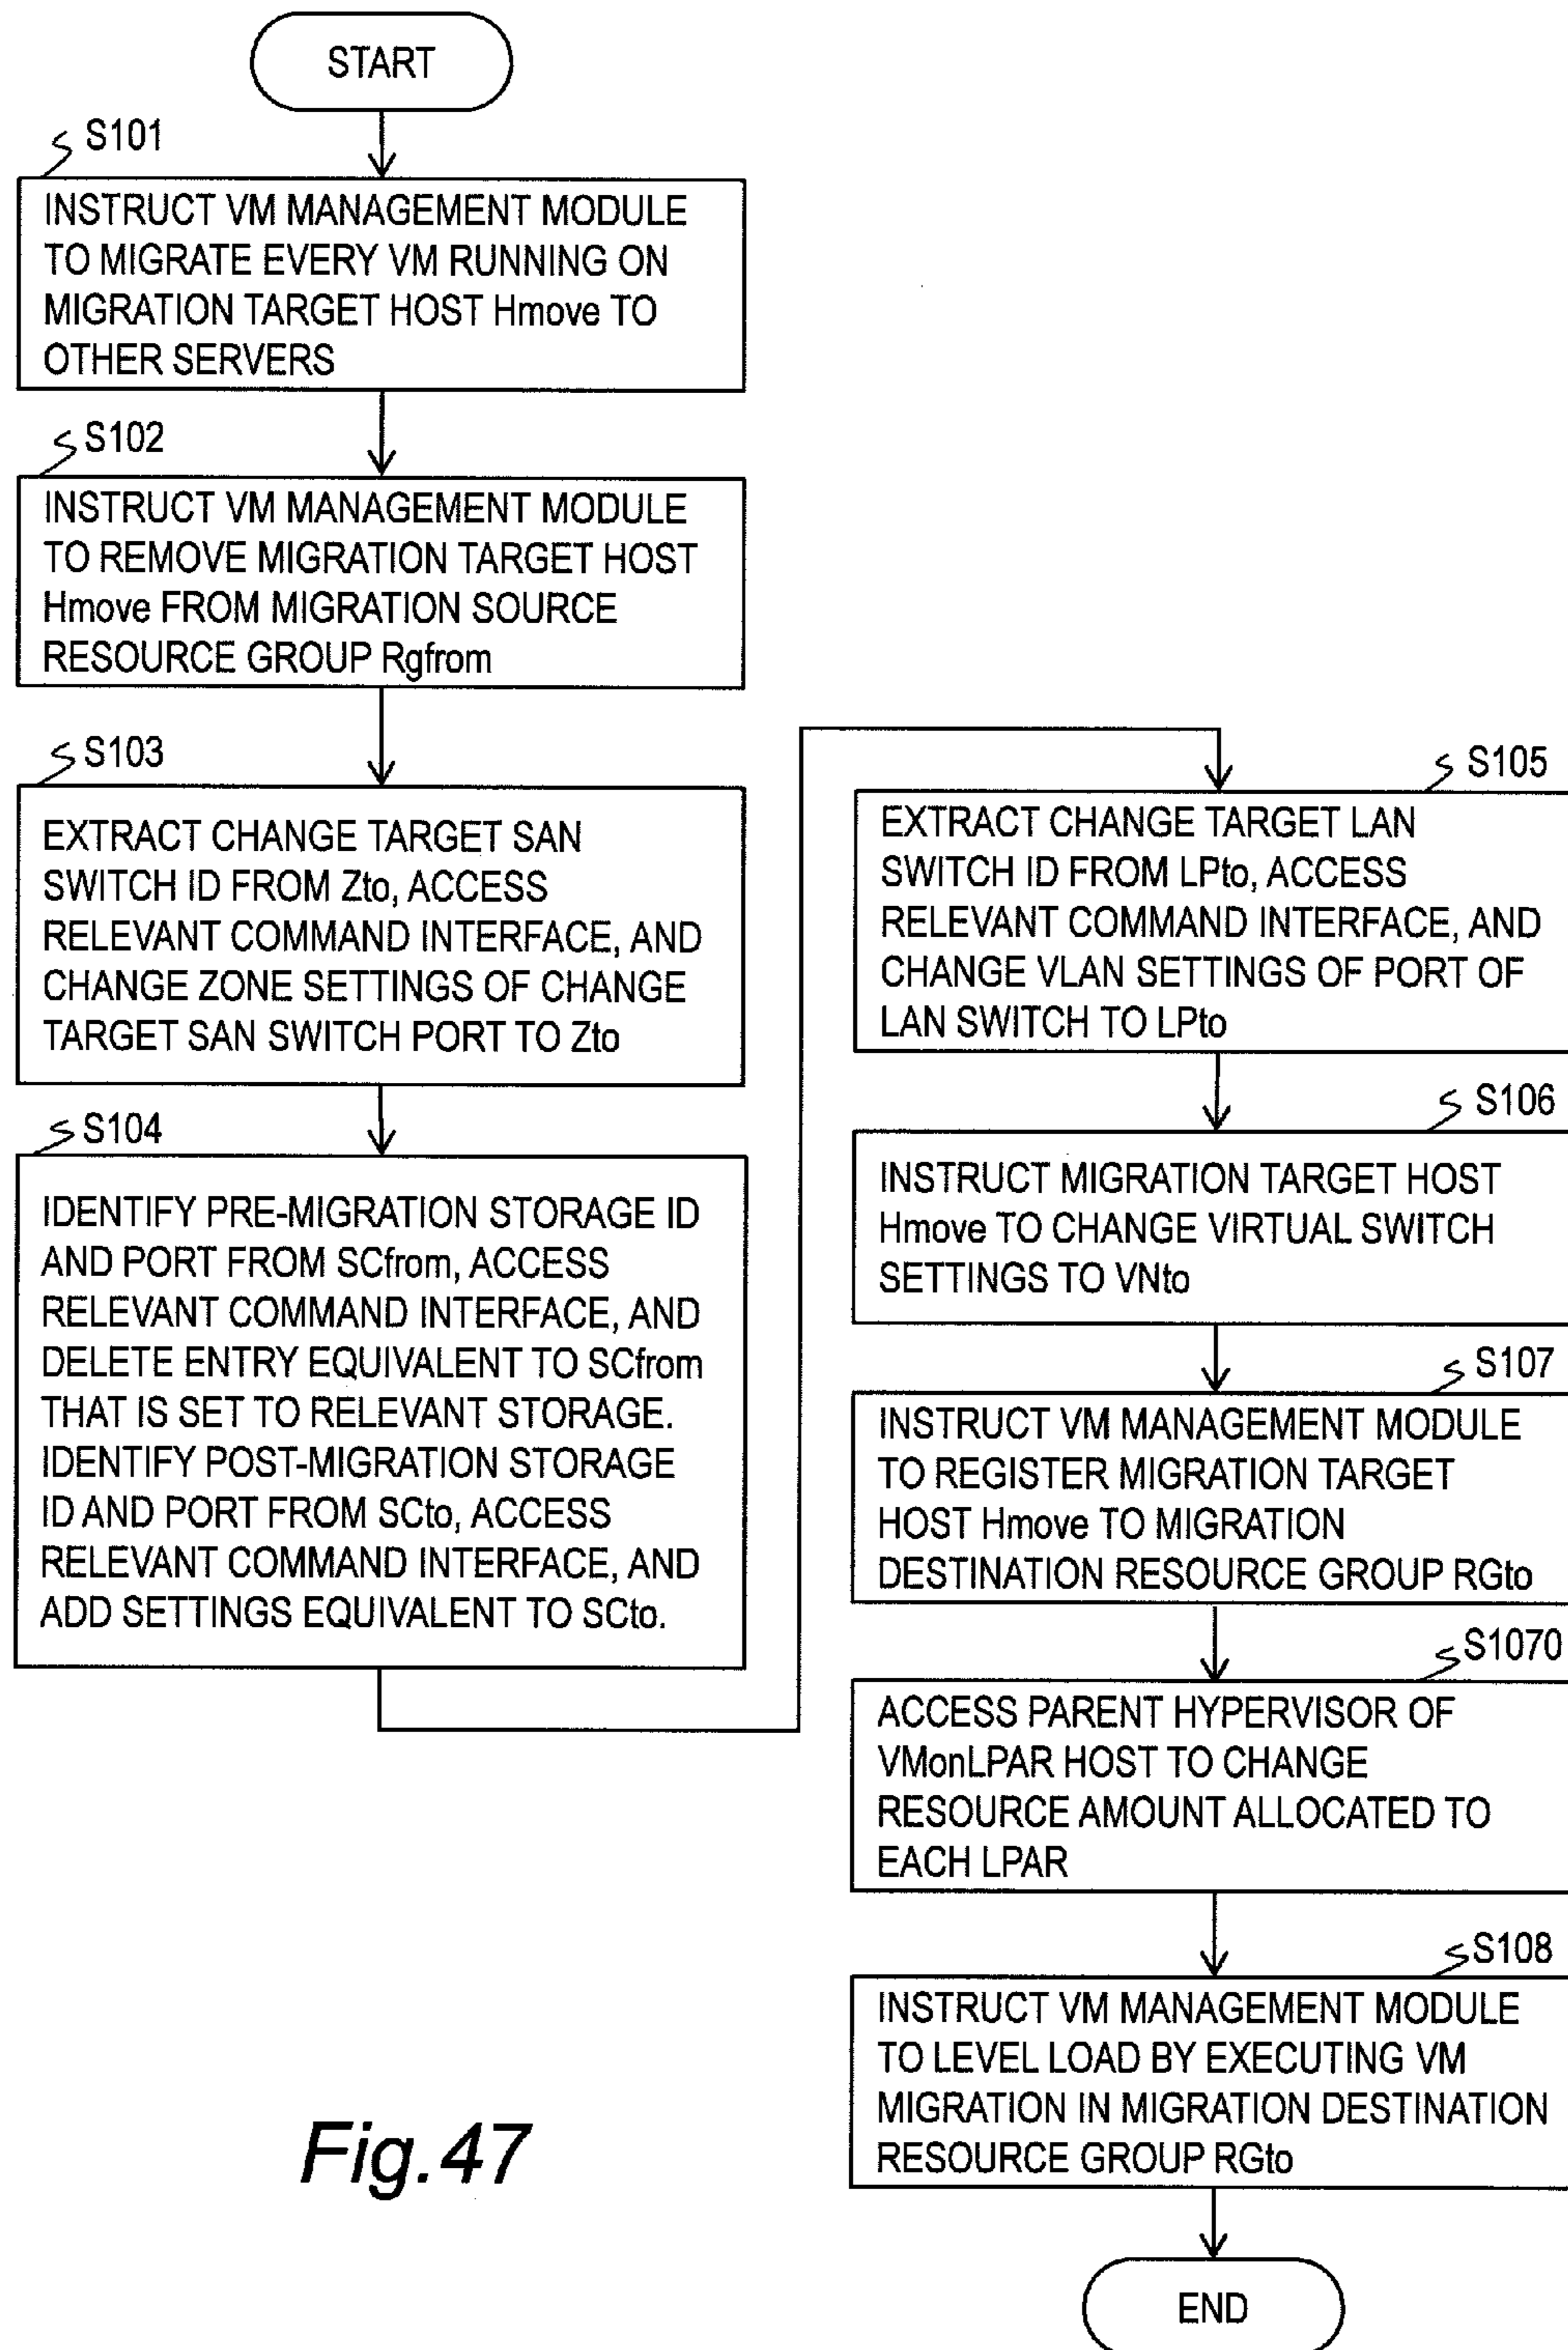 START
S101
INSTRUCT VM MANAGEMENT MODULE
TO MIGRATE EVERY VM RUNNING ON
MIGRATION TARGET HOST Hmove TO
OTHER SERVERS
S102
INSTRUCT VM MANAGEMENT MODULE
TO REMOVE MIGRATION TARGET HOST
Hmove FROM MIGRATION SOURCE
RESOURCE GROUP Rgfrom
S103
EXTRACT CHANGE TARGET SAN
SWITCH ID FROM Zto, ACCESS
RELEVANT COMMAND INTERFACE, AND
CHANGE ZONE SETTINGS OF CHANGE
TARGET SAN SWITCH PORT TO Zto
S104
IDENTIFY PRE-MIGRATION STORAGE ID
AND PORT FROM SCfrom, ACCESS
RELEVANT COMMAND INTERFACE, AND
DELETE ENTRY EQUIVALENT TO SCfrom
THAT IS SET TO RELEVANT STORAGE.
IDENTIFY POST-MIGRATION STORAGE
ID AND PORT FROM SCto, ACCESS
RELEVANT COMMAND INTERFACE, AND
ADD SETTINGS EQUIVALENT TO SCto.
S105
EXTRACT CHANGE TARGET LAN
SWITCH ID FROM LPto, ACCESS
RELEVANT COMMAND INTERFACE, AND
CHANGE VLAN SETTINGS OF PORT OF
LAN SWITCH TO LPto
S106
INSTRUCT MIGRATION TARGET HOST
Hmove TO CHANGE VIRTUAL SWITCH
SETTINGS TO VNto
S107
INSTRUCT VM MANAGEMENT MODULE
TO REGISTER MIGRATION TARGET
HOST Hmove TO MIGRATION
DESTINATION RESOURCE GROUP RGto
S1070
ACCESS PARENT HYPERVISOR OF
VMonLPAR HOST TO CHANGE
RESOURCE AMOUNT ALLOCATED TO
EACH LPAR
S108
INSTRUCT VM MANAGEMENT MODULE
TO LEVEL LOAD BY EXECUTING VM
MIGRATION IN MIGRATION DESTINATION
RESOURCE GROUP RGto
END
Fig.47